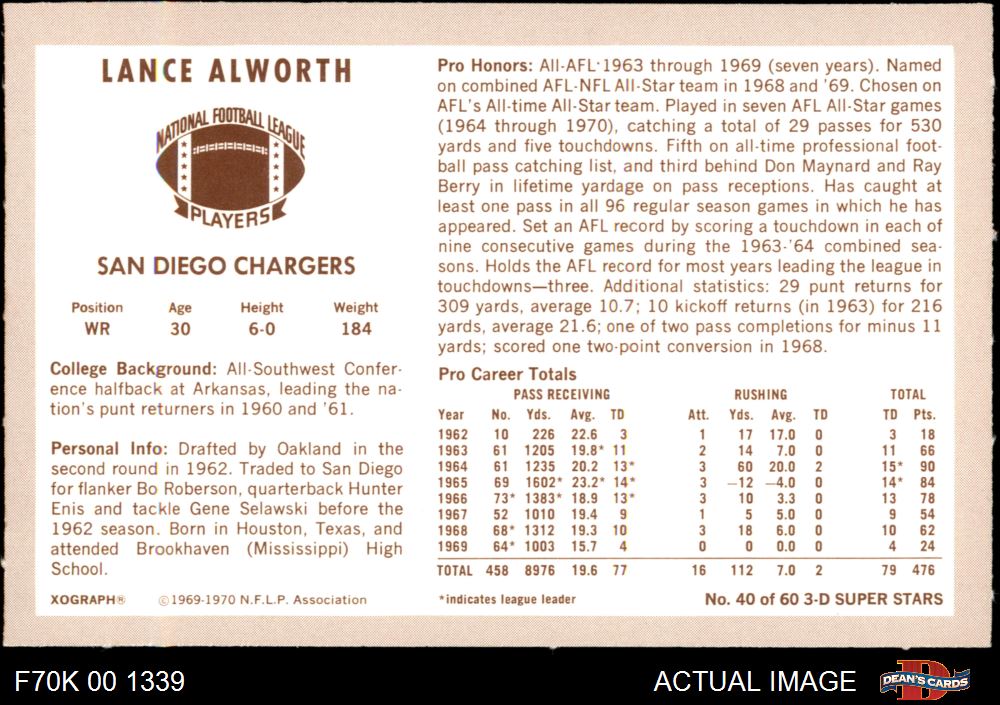 LANCE ALWORTH
NATIONAL FOOTBALL LEAGUE
PLAYERS
SAN DIEGO CHARGERS
Position Age Height Weight
WR 30 6-0 184
College Background: All-Southwest Confer-
ence halfback at Arkansas, leading the na-
tion's punt returners in 1960 and '61.
Personal Info: Drafted by Oakland in the
second round in 1962. Traded to San Diego
for flanker Bo Roberson, quarterback Hunter
Enis and tackle Gene Selawski before the
1962 season. Born in Houston, Texas, and
attended Brookhaven (Mississippi) High
School.
XOGRAPH® ©1969-1970 N.F.L.P. Association
Pro Honors: All-AFL 1963 through 1969 (seven years). Named
on combined AFL-NFL All-Star team in 1968 and '69. Chosen on
AFL's All-time All-Star team. Played in seven AFL All-Star games
(1964 through 1970), catching a total of 29 passes for 530
yards and five touchdowns. Fifth on all-time professional foot-
ball pass catching list, and third behind Don Maynard and Ray
Berry in lifetime yardage on pass receptions. Has caught at
least one pass in all 96 regular season games in which he has
appeared. Set an AFL record by scoring a touchdown in each of
nine consecutive games during the 1963-'64 combined sea-
sons. Holds the AFL record for most years leading the league in
touchdowns—three. Additional statistics: 29 punt returns for
309 yards, average 10.7; 10 kickoff returns (in 1963) for 216
yards, average 21.6; one of two pass completions for minus 11
yards; scored one two-point conversion in 1968.
Pro Career Totals
PASS RECEIVING RUSHING TOTAL
Year No. Yds. Avg. TD Att. Yds. Avg. TD TD Pts.
1962 10 226 22.6 3 1 17 17.0 0 3 18
1963 61 1205 19.8* 11 2 14 7.0 0 11 66
1964 61 1235 20.2 13* 3 60 20.0 2 15* 90
1965 69 1602* 23.2* 14* 3 −12 −4.0 0 14* 84
1966 73* 1383* 18.9 13* 3 10 3.3 0 13 78
1967 52 1010 19.4 9 1 5 5.0 0 9 54
1968 68* 1312 19.3 10 3 18 6.0 0 10 62
1969 64* 1003 15.7 4 0 0 0.0 0 4 24
TOTAL 458 8976 19.6 77 16 112 7.0 2 79 476
*indicates league leader No. 40 of 60 3-D SUPER STARS
F70K 00 1339 ACTUAL IMAGE D DEAN'S CARDS